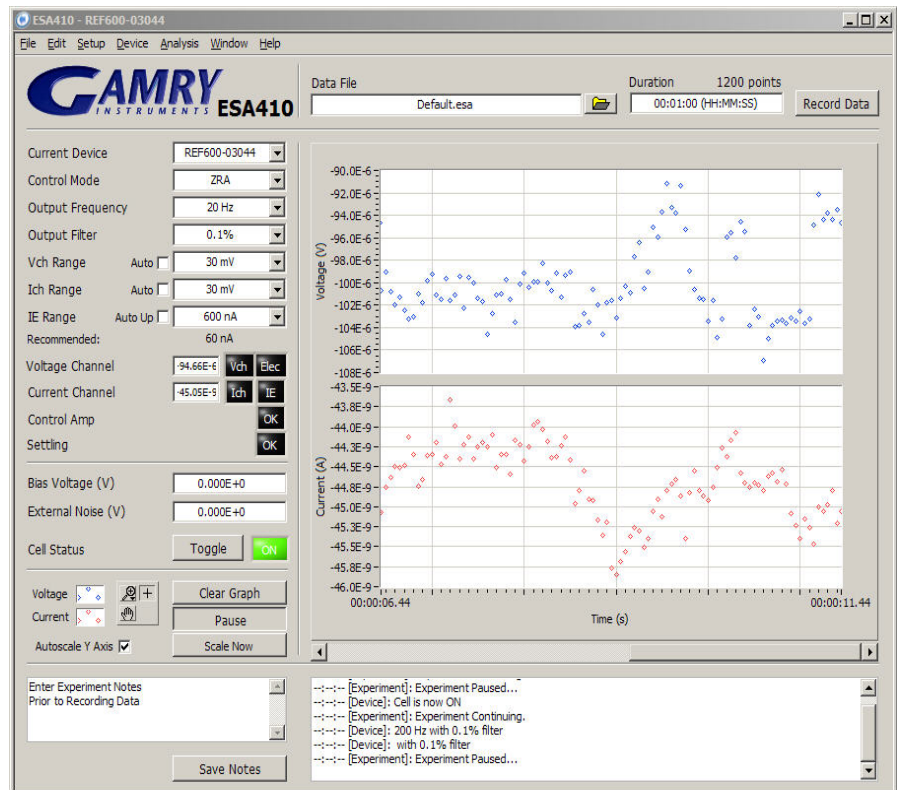 ESA410 - REF600-03044
File Edit Setup Device Analysis Window Help
GAMRY
INSTRUMENTS ESA410
Data File
Default.esa
Duration 1200 points
00:01:00 (HH:MM:SS)
Record Data
Current Device REF600-03044
Control Mode ZRA
Output Frequency 20 Hz
Output Filter 0.1%
Vch Range Auto 30 mV
Ich Range Auto 30 mV
IE Range Auto Up 600 nA
Recommended: 60 nA
Voltage Channel -94.66E-6 Vch Elec
Current Channel -45.05E-9 Ich IE
Control Amp OK
Settling OK
Bias Voltage (V) 0.000E+0
External Noise (V) 0.000E+0
Cell Status Toggle ON
Voltage Clear Graph
Current Pause
Autoscale Y Axis Scale Now
Voltage (V)
-90.0E-6
-92.0E-6
-94.0E-6
-96.0E-6
-98.0E-6
-100E-6
-102E-6
-104E-6
-106E-6
-108E-6
Current (A)
-43.5E-9
-43.8E-9
-44.0E-9
-44.3E-9
-44.5E-9
-44.8E-9
-45.0E-9
-45.3E-9
-45.5E-9
-45.8E-9
-46.0E-9
00:00:06.44 00:00:11.44
Time (s)
Enter Experiment Notes
Prior to Recording Data
Save Notes
--:--:-- [Experiment]: Experiment Paused...
--:--:-- [Device]: Cell is now ON
--:--:-- [Experiment]: Experiment Continuing.
--:--:-- [Device]: 200 Hz with 0.1% filter
--:--:-- [Device]: with 0.1% filter
--:--:-- [Experiment]: Experiment Paused...